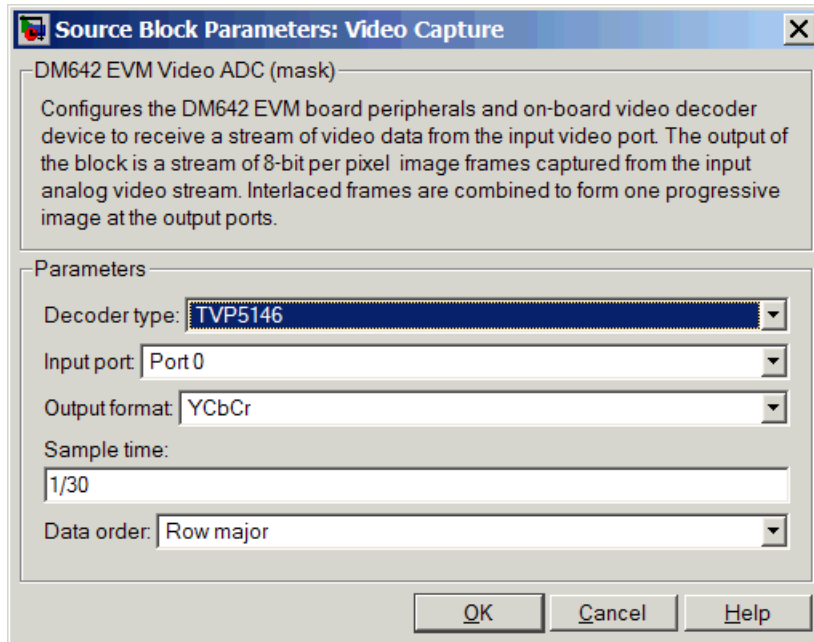 Source Block Parameters: Video Capture
DM642 EVM Video ADC (mask)
Configures the DM642 EVM board peripherals and on-board video decoder
device to receive a stream of video data from the input video port. The output of
the block is a stream of 8-bit per pixel  image frames captured from the input
analog video stream. Interlaced frames are combined to form one progressive
image at the output ports.
Parameters
Decoder type: TVP5146
Input port: Port 0
Output format: YCbCr
Sample time:
1/30
Data order: Row major
OK Cancel Help